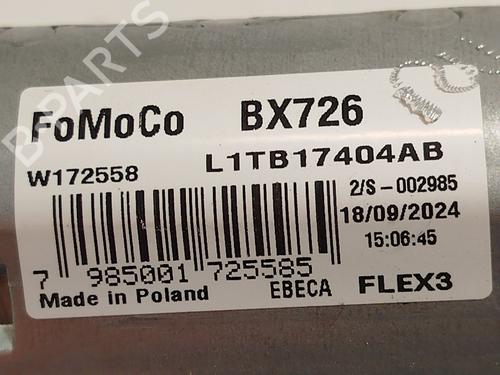 FoMoCo BX726
W172558 L1TB17404AB
2/S-002985
18/09/2024
15:06:45
7 985001 725585
Made in Poland EBECA FLEX3
B-PARTS